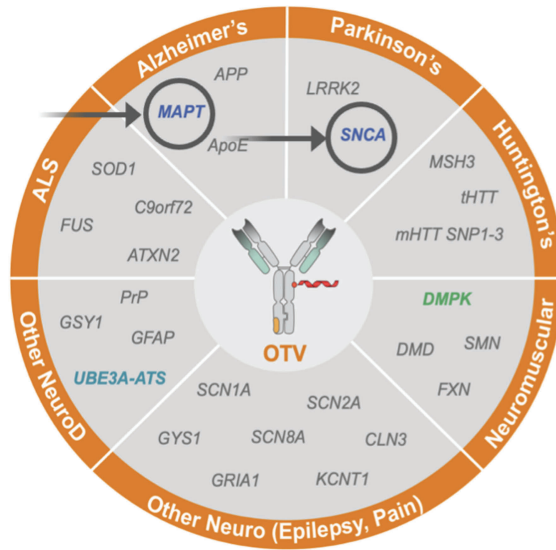 Alzheimer's
APP
MAPT
ApoE
Parkinson's
LRRK2
SNCA
Huntington's
MSH3
tHTT
mHTT SNP1-3
Neuromuscular
DMPK
DMD
SMN
FXN
Other Neuro (Epilepsy, Pain)
SCN1A
SCN2A
GYS1
SCN8A
CLN3
GRIA1
KCNT1
Other NeuroD
PrP
GSY1
GFAP
UBE3A-ATS
ALS
SOD1
C9orf72
FUS
ATXN2
OTV